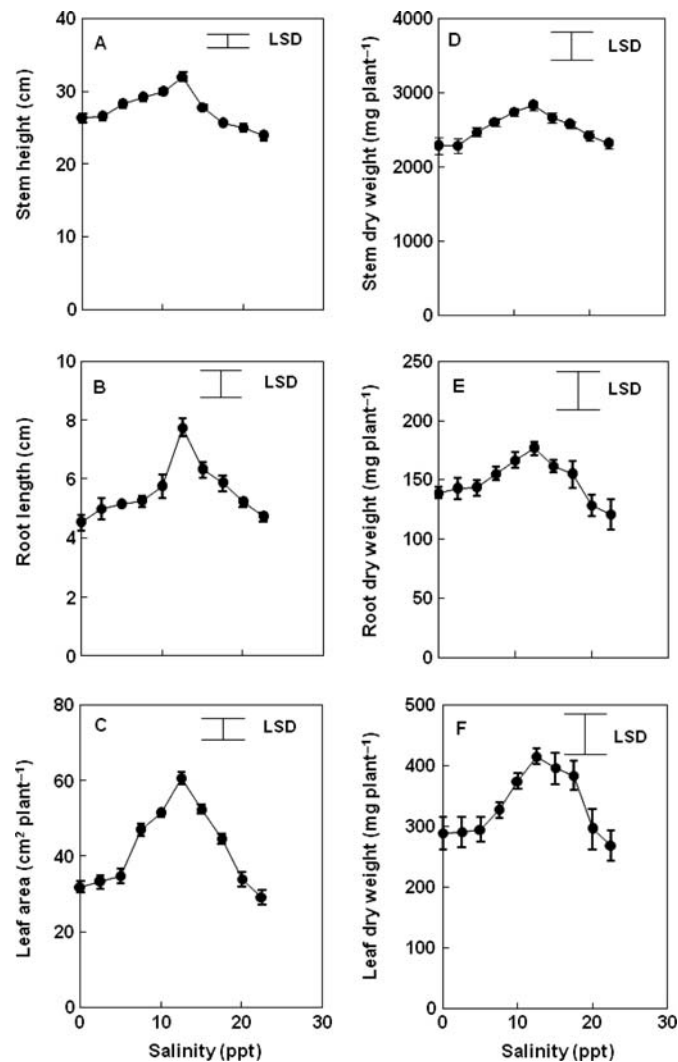 A
LSD
Stem height (cm)
40
30
20
10
0
D
LSD
Stem dry weight (mg plant⁻¹)
4000
3000
2000
1000
0
B
LSD
Root length (cm)
10
8
6
4
2
0
E
LSD
Root dry weight (mg plant⁻¹)
250
200
150
100
50
0
C
LSD
Leaf area (cm² plant⁻¹)
80
60
40
20
0
0 10 20 30
Salinity (ppt)
F
LSD
Leaf dry weight (mg plant⁻¹)
500
400
300
200
100
0
0 10 20 30
Salinity (ppt)